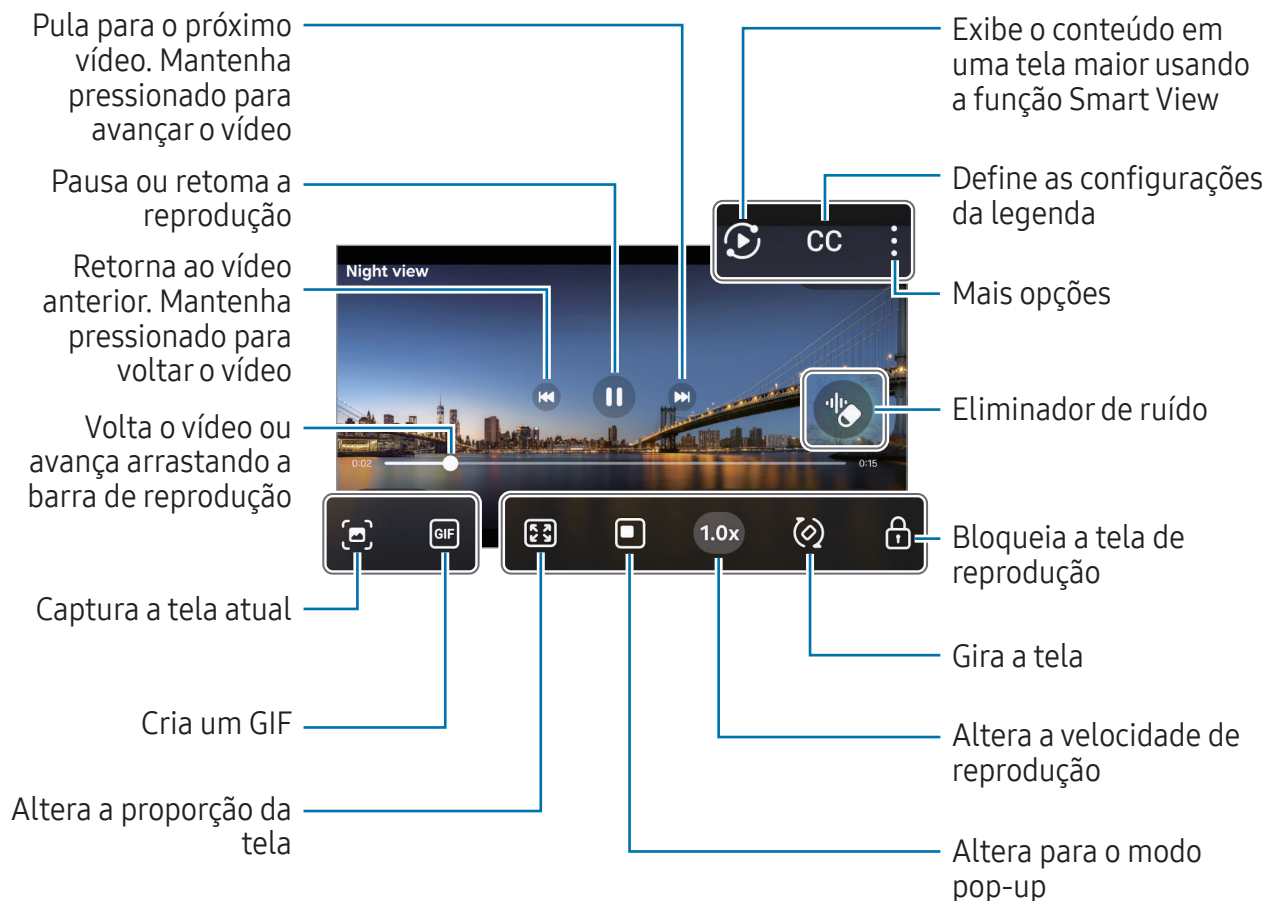 Pula para o próximo
vídeo. Mantenha
pressionado para
avançar o vídeo
Pausa ou retoma a
reprodução
Retorna ao vídeo
anterior. Mantenha
pressionado para
voltar o vídeo
Volta o vídeo ou
avança arrastando a
barra de reprodução
Captura a tela atual
Cria um GIF
Altera a proporção da
tela
Night view
CC
0:02
0:15
GIF
1.0x
Exibe o conteúdo em
uma tela maior usando
a função Smart View
Define as configurações
da legenda
Mais opções
Eliminador de ruído
Bloqueia a tela de
reprodução
Gira a tela
Altera a velocidade de
reprodução
Altera para o modo
pop-up